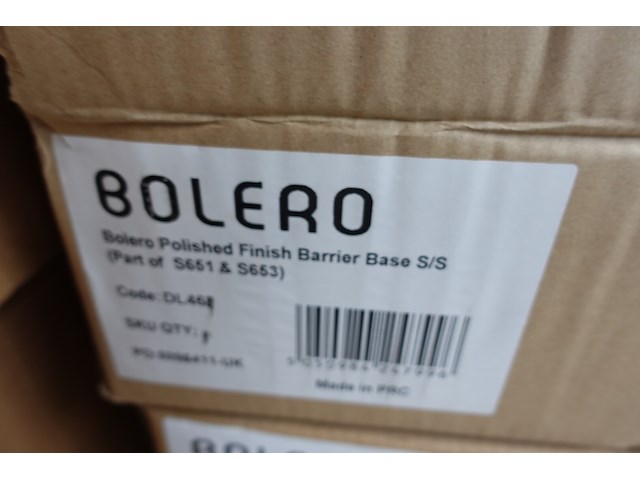 BOLERO
Bolero Polished Finish Barrier Base S/S
(Part of S651 & S653)
Code:
SKU QTY:
Made in PRC
BOLERO